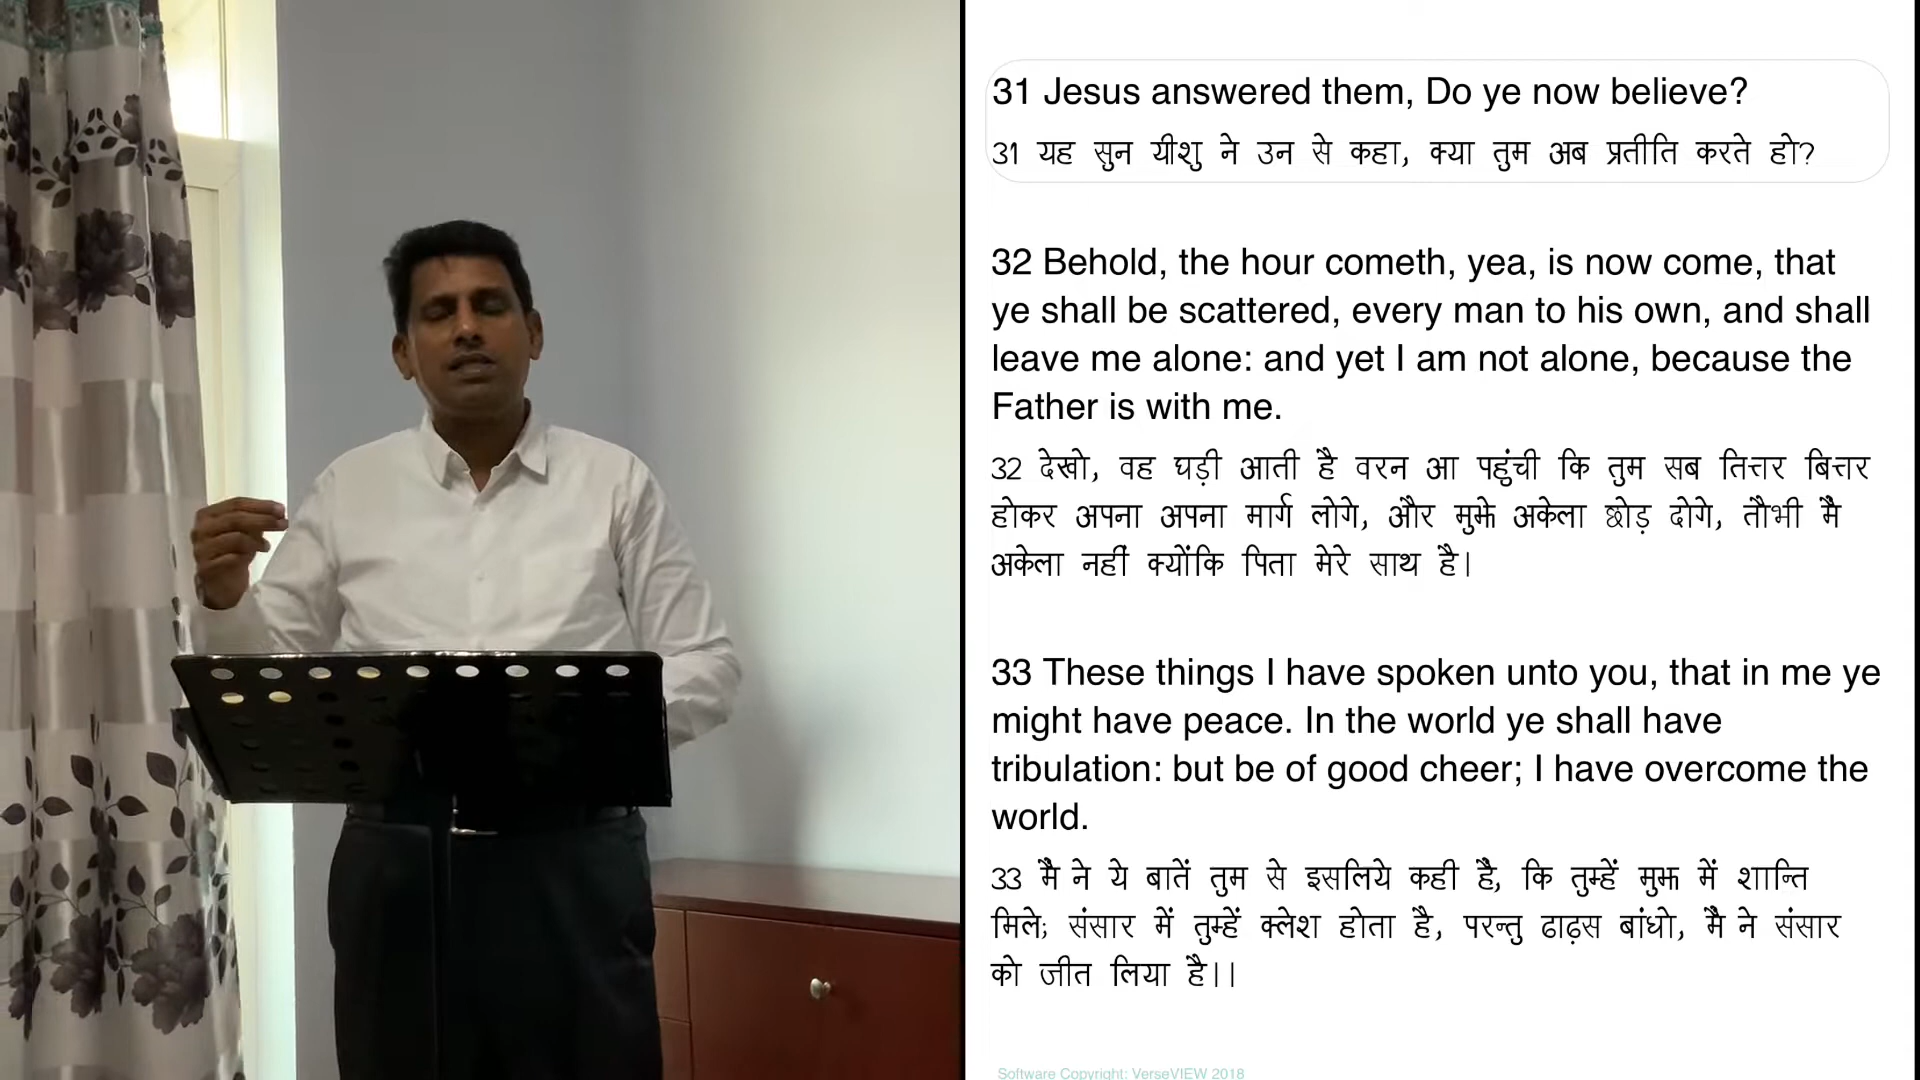 31 Jesus answered them, Do ye now believe?
31 यह सुन यीशु ने उन से कहा, क्या तुम अब प्रतीति करते हो?
32 Behold, the hour cometh, yea, is now come, that
ye shall be scattered, every man to his own, and shall
leave me alone: and yet I am not alone, because the
Father is with me.
32 देखो, वह घड़ी आती है वरन आ पहुंची कि तुम सब तित्तर बित्तर
होकर अपना अपना मार्ग लोगे, और मुझे अकेला छोड़ दोगे, तौभी मैं
अकेला नहीं क्योंकि पिता मेरे साथ है।
33 These things I have spoken unto you, that in me ye
might have peace. In the world ye shall have
tribulation: but be of good cheer; I have overcome the
world.
33 मैं ने ये बातें तुम से इसलिये कही हैं, कि तुम्हें मुझ में शान्ति
मिले; संसार में तुम्हें क्लेश होता है, परन्तु ढाढ़स बांधो, मैं ने संसार
को जीत लिया है।।
Software Copyright: VerseVIEW 2018